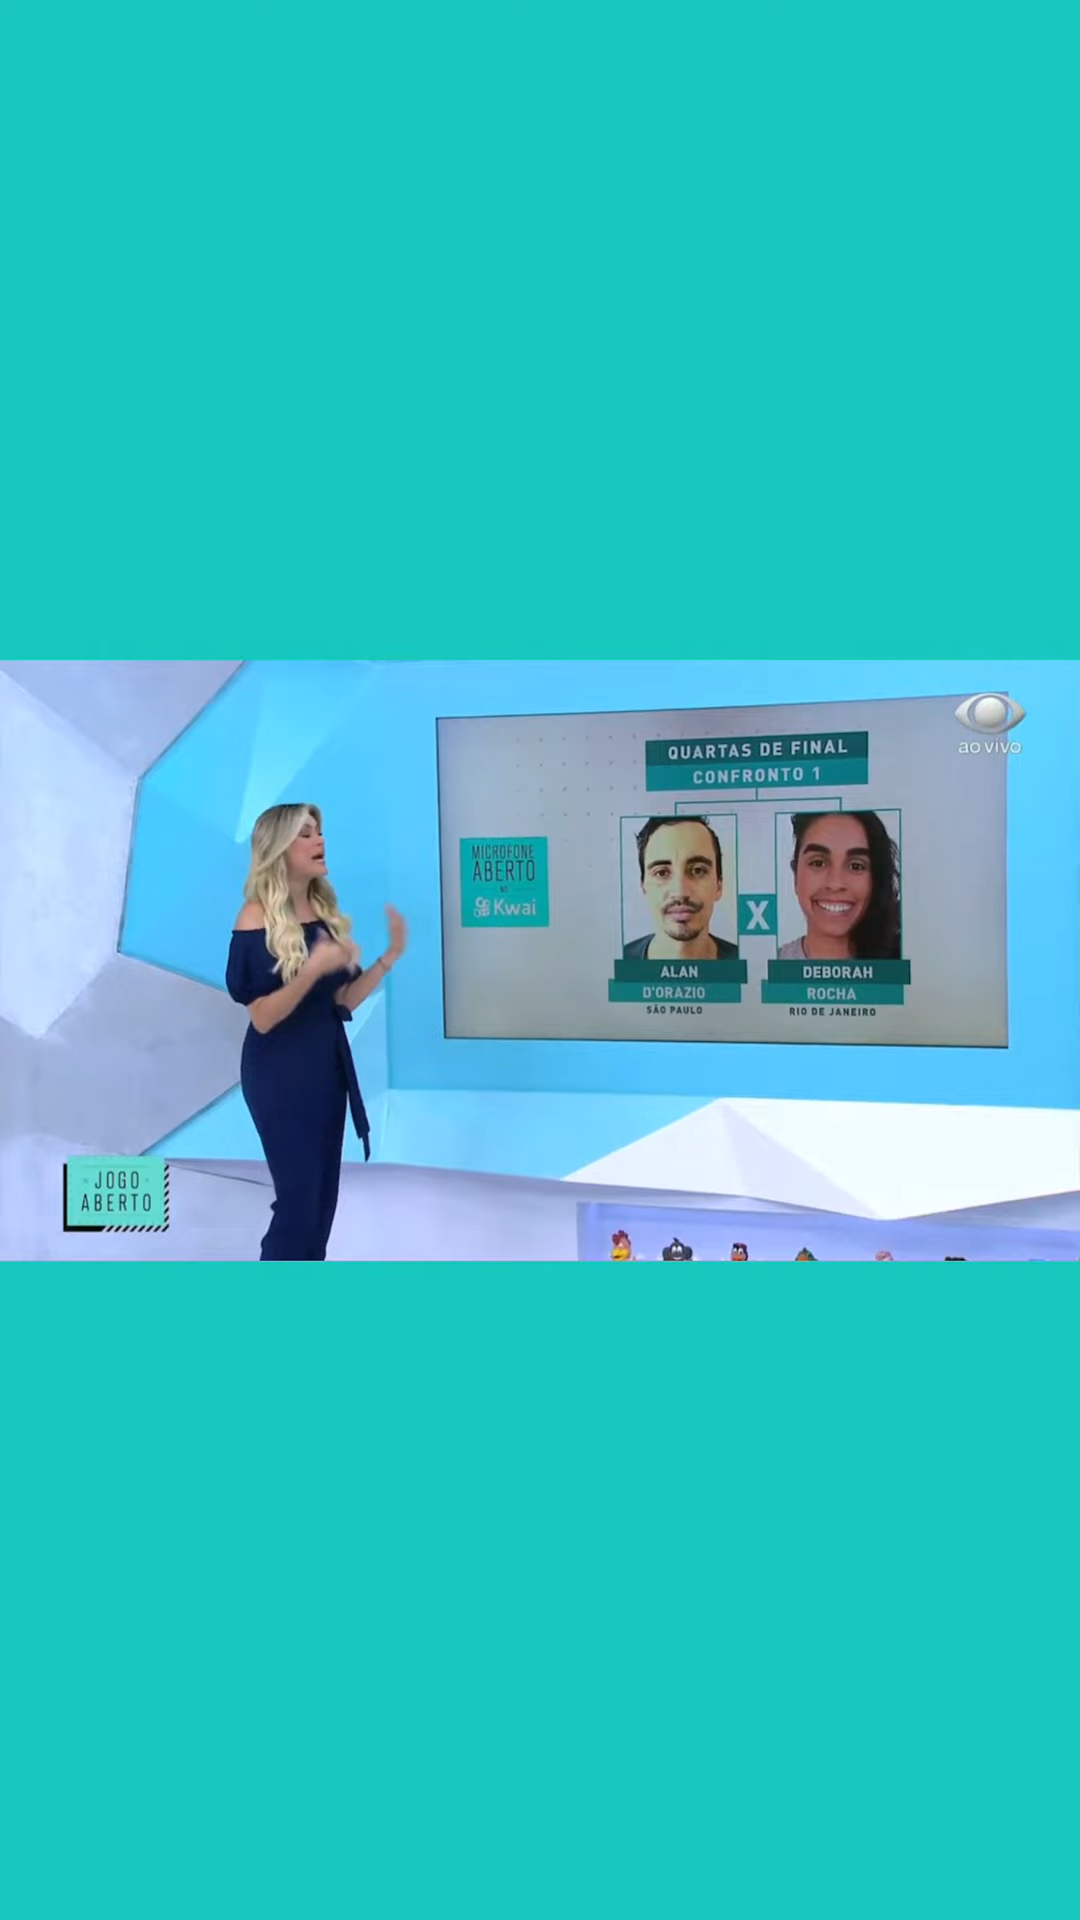 ao vivo
QUARTAS DE FINAL
CONFRONTO 1
MICROFONE
ABERTO
NO
Kwai
X
ALAN
D'ORAZIO
SÃO PAULO
DEBORAH
ROCHA
RIO DE JANEIRO
JOGO
ABERTO